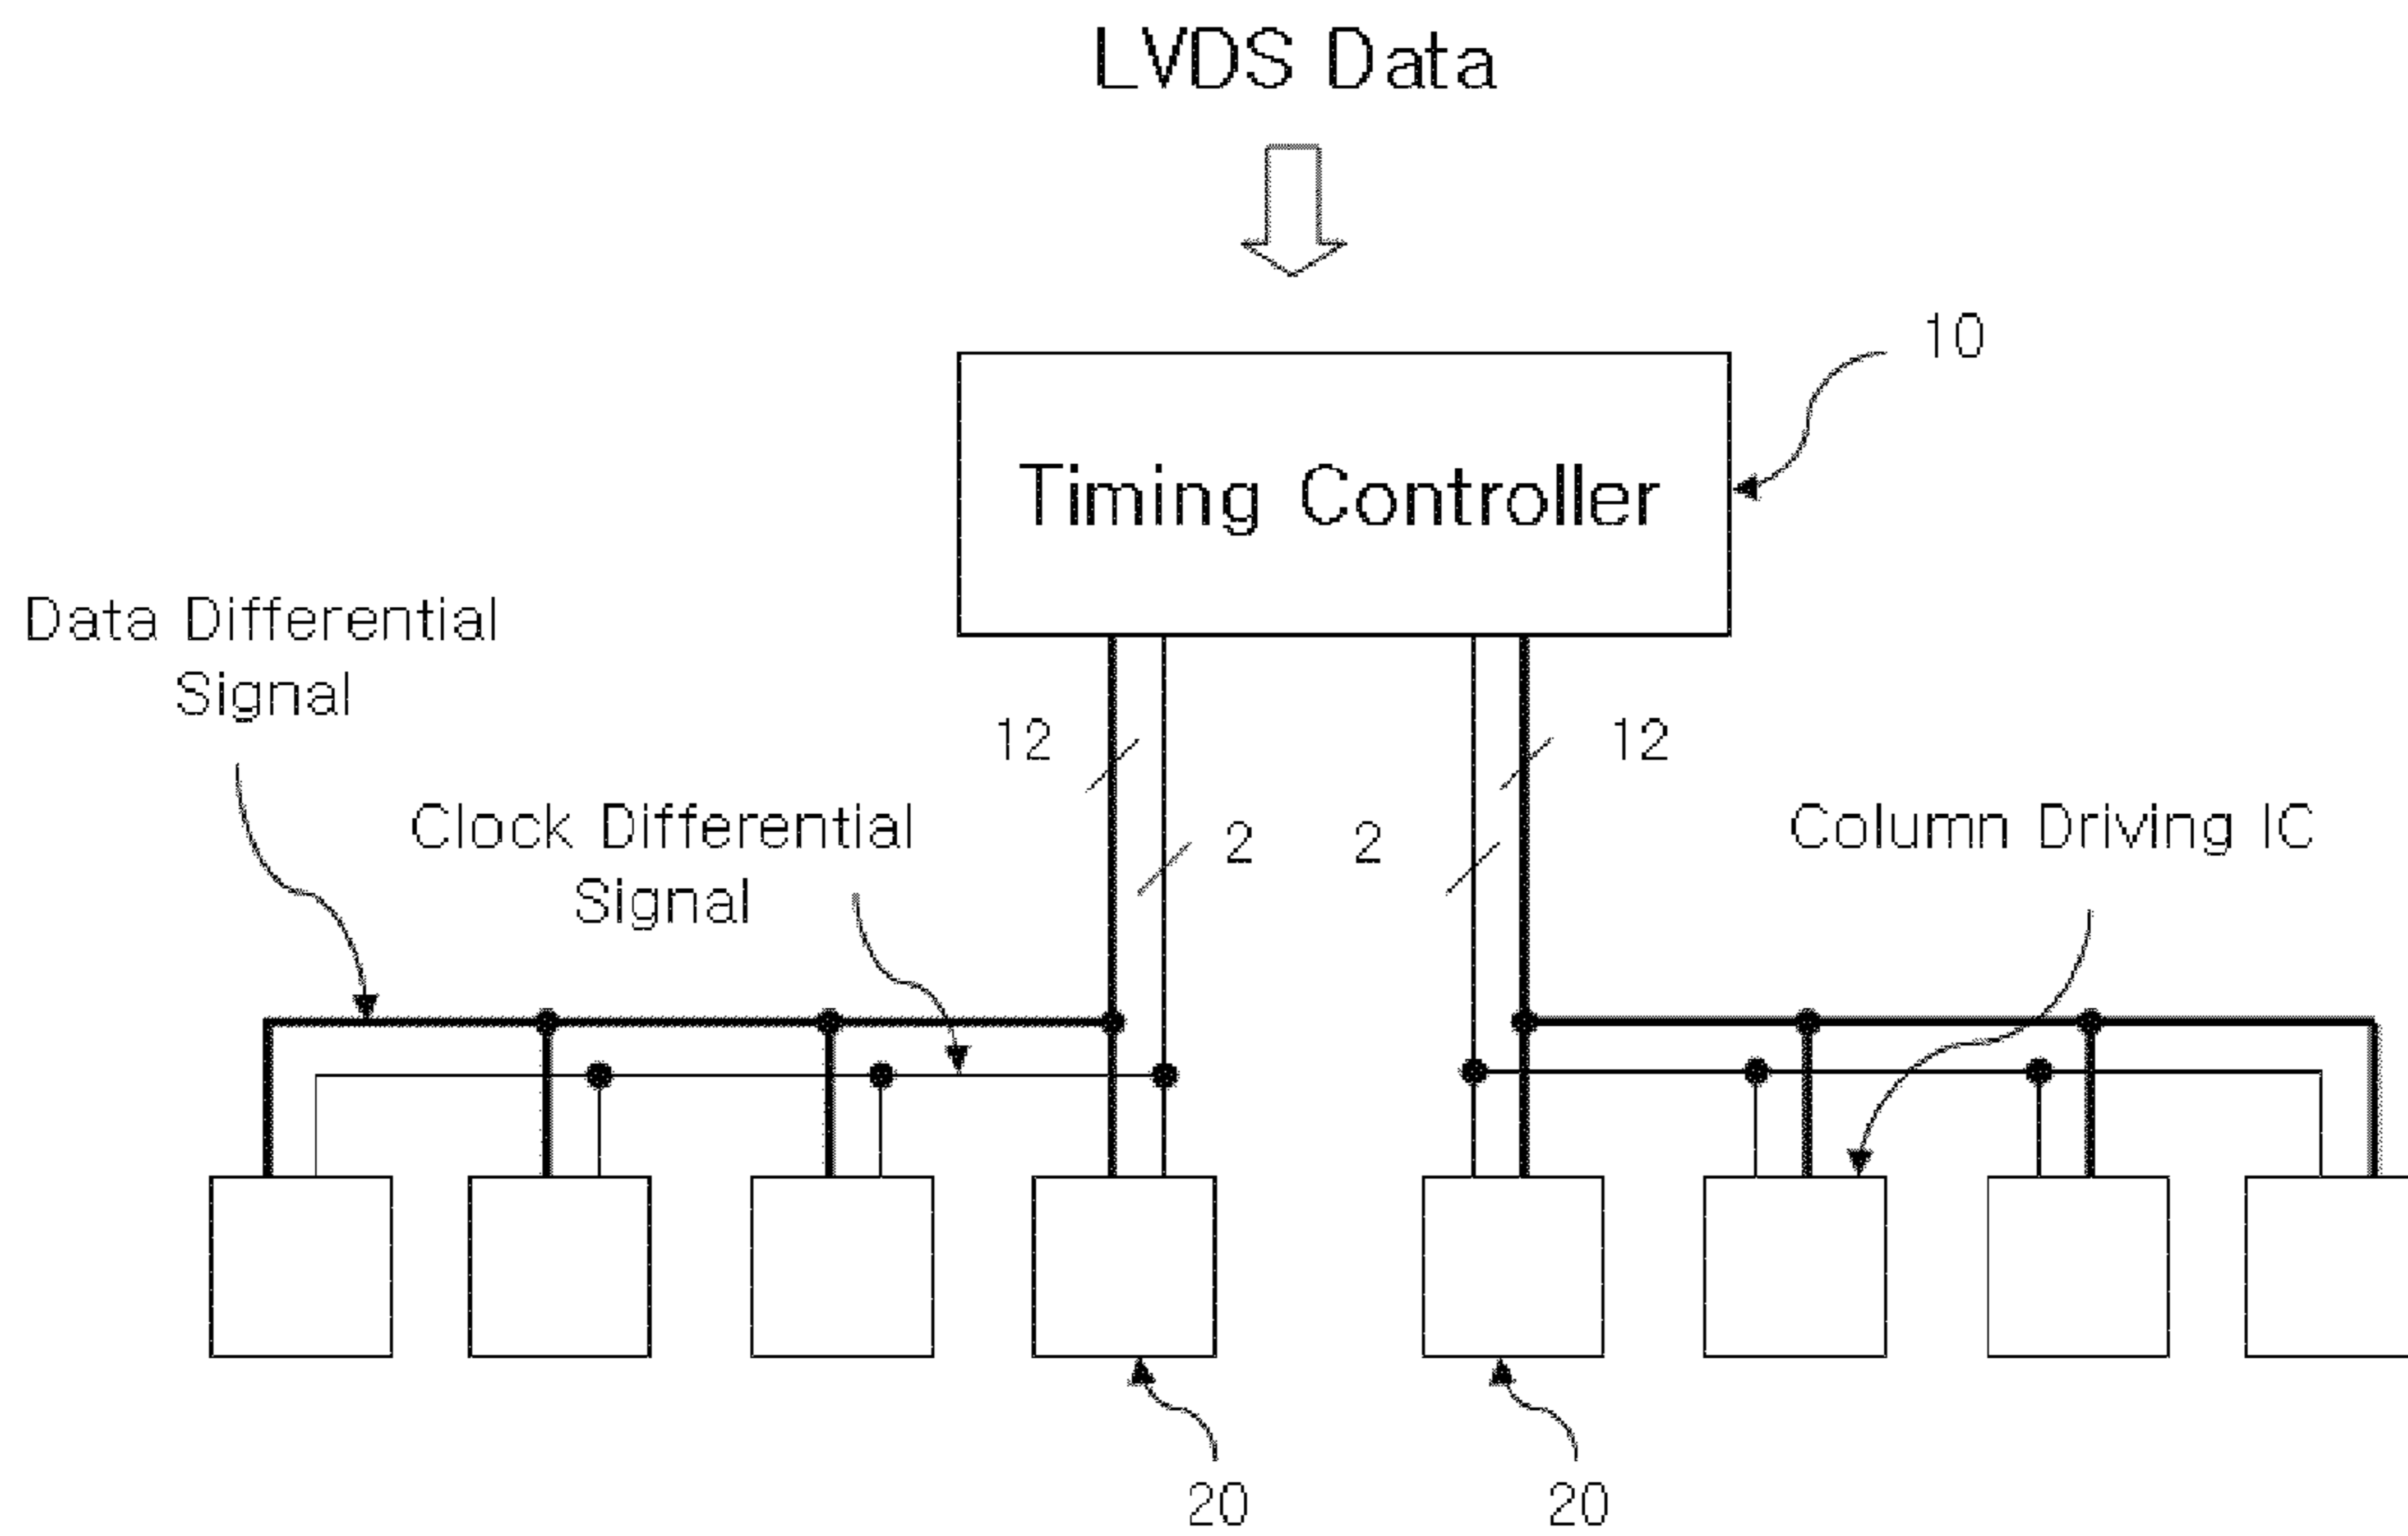 LVDS Data
10
Timing Controller
Data Differential
Signal
12
12
Clock Differential
Signal
2
2
Column Driving IC
20
20